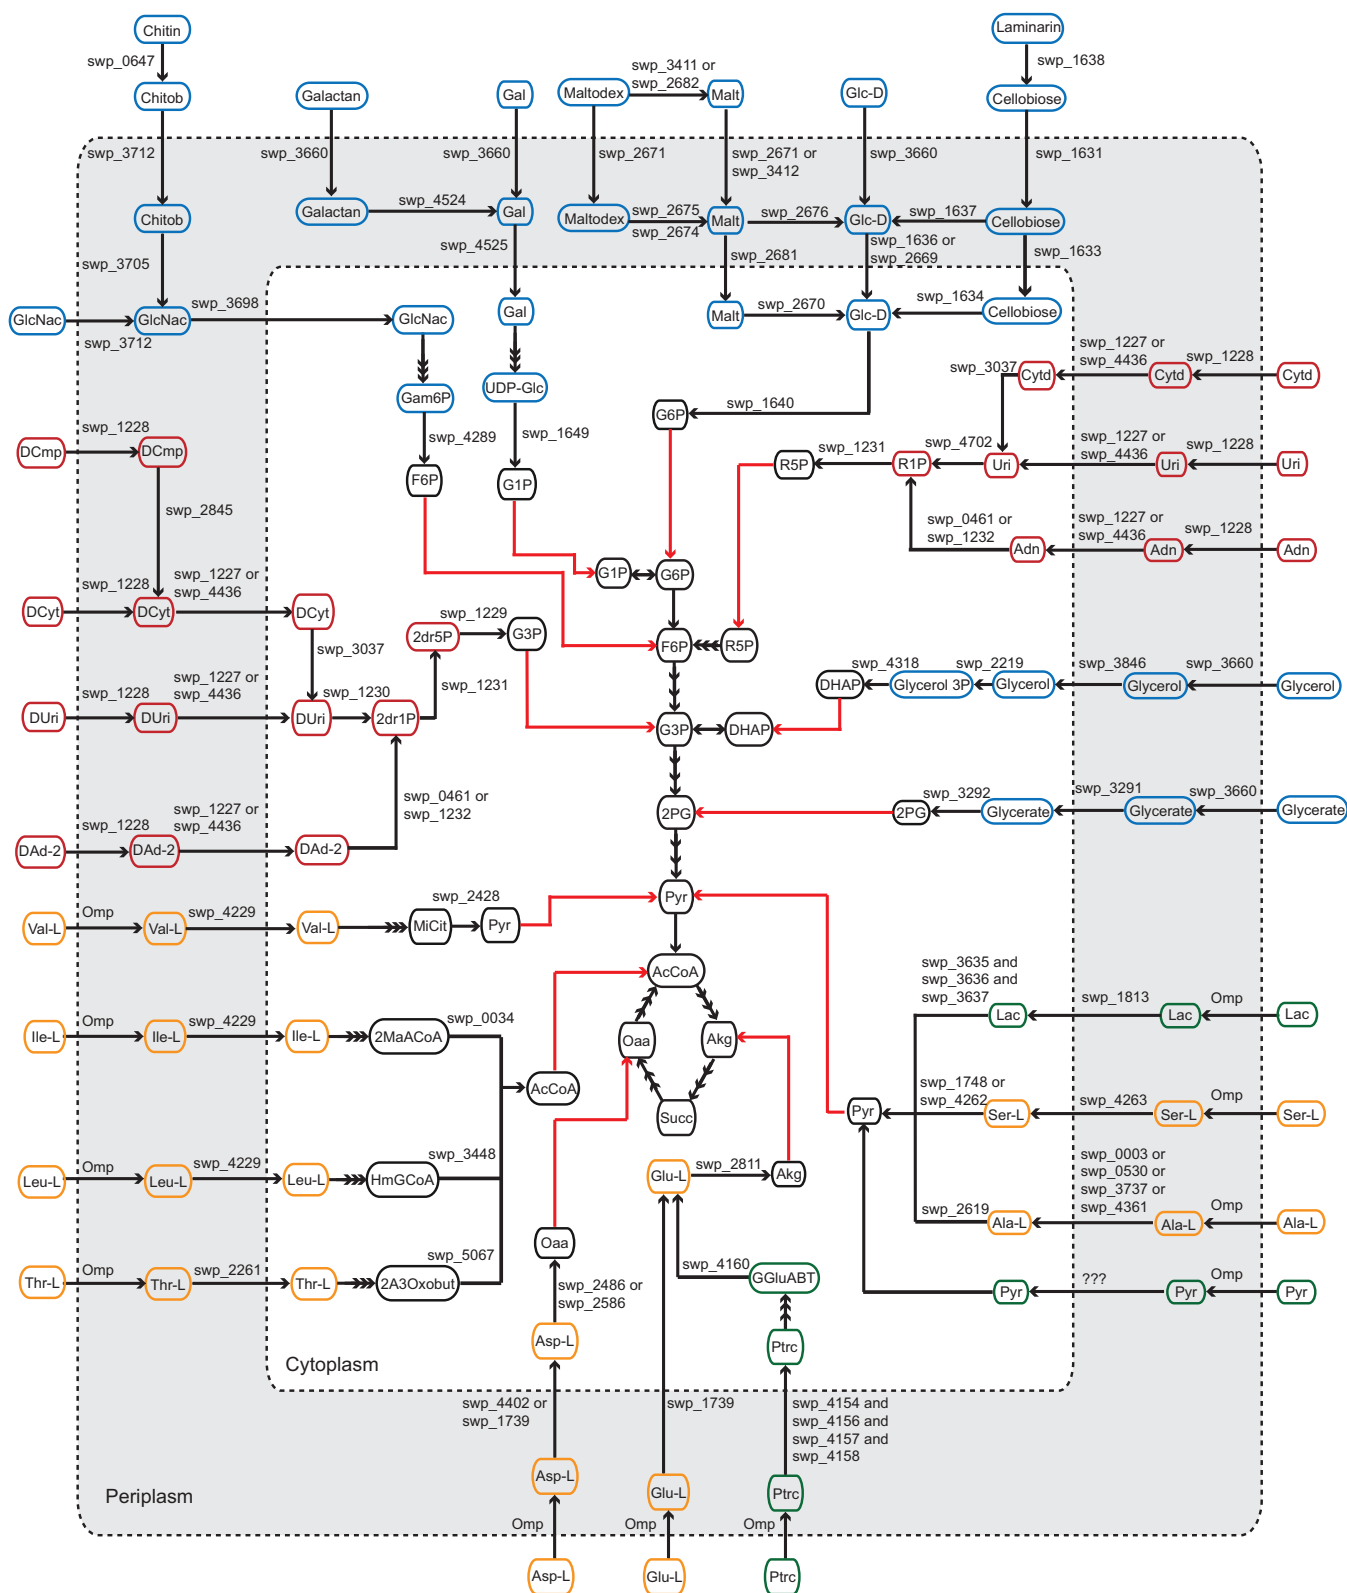 Chitin
Laminarin
swp_0647
swp_3411 or
swp_2682
swp_1638
Chitob
Galactan
Gal
Maltodex
Malt
Glc-D
Cellobiose
swp_3712
swp_3660
swp_3660
swp_2671
swp_2671 or
swp_3412
swp_3660
swp_1631
Chitob
Galactan
swp_4524
Gal
Maltodex
swp_2675
swp_2674
Malt
swp_2676
Glc-D
swp_1637
Cellobiose
swp_3705
swp_4525
swp_2681
swp_1636 or
swp_2669
swp_1633
GlcNac
swp_3712
GlcNac
swp_3698
GlcNac
Gal
Malt
swp_2670
Glc-D
swp_1634
Cellobiose
Gam6P
UDP-Glc
swp_1640
swp_3037
Cytd
swp_1227 or
swp_4436
Cytd
swp_1228
Cytd
swp_4289
swp_1649
G6P
DCmp
swp_1228
DCmp
F6P
G1P
R5P
swp_1231
R1P
swp_4702
Uri
swp_1227 or
swp_4436
Uri
swp_1228
Uri
swp_2845
swp_0461 or
swp_1232
Adn
swp_1227 or
swp_4436
Adn
swp_1228
Adn
G1P
G6P
DCyt
swp_1228
DCyt
swp_1227 or
swp_4436
DCyt
swp_3037
2dr5P
swp_1229
G3P
F6P
R5P
swp_1231
DHAP
swp_4318
Glycerol 3P
swp_2219
Glycerol
swp_3846
Glycerol
swp_3660
Glycerol
DUri
swp_1228
DUri
swp_1227 or
swp_4436
DUri
swp_1230
2dr1P
G3P
DHAP
swp_0461 or
swp_1232
2PG
2PG
swp_3292
Glycerate
swp_3291
Glycerate
swp_3660
Glycerate
DAd-2
swp_1228
DAd-2
swp_1227 or
swp_4436
DAd-2
Val-L
Omp
Val-L
swp_4229
Val-L
MiCit
swp_2428
Pyr
Pyr
AcCoA
swp_3635 and
swp_3636 and
swp_3637
Lac
swp_1813
Lac
Omp
Lac
Ile-L
Omp
Ile-L
swp_4229
Ile-L
2MaACoA
swp_0034
Oaa
Akg
AcCoA
Succ
Pyr
swp_1748 or
swp_4262
Ser-L
swp_4263
Ser-L
Omp
Ser-L
Leu-L
Omp
Leu-L
swp_4229
Leu-L
HmGCoA
swp_3448
Glu-L
swp_2811
Akg
swp_2619
Ala-L
swp_0003 or
swp_0530 or
swp_3737 or
swp_4361
Ala-L
Omp
Ala-L
Oaa
Thr-L
Omp
Thr-L
swp_2261
Thr-L
2A3Oxobut
swp_5067
swp_2486 or
swp_2586
swp_4160
GGluABT
Pyr
???
Pyr
Omp
Pyr
Asp-L
Ptrc
Cytoplasm
swp_4402 or
swp_1739
swp_1739
swp_4154 and
swp_4156 and
swp_4157 and
swp_4158
Asp-L
Glu-L
Ptrc
Periplasm
Omp
Omp
Omp
Asp-L
Glu-L
Ptrc